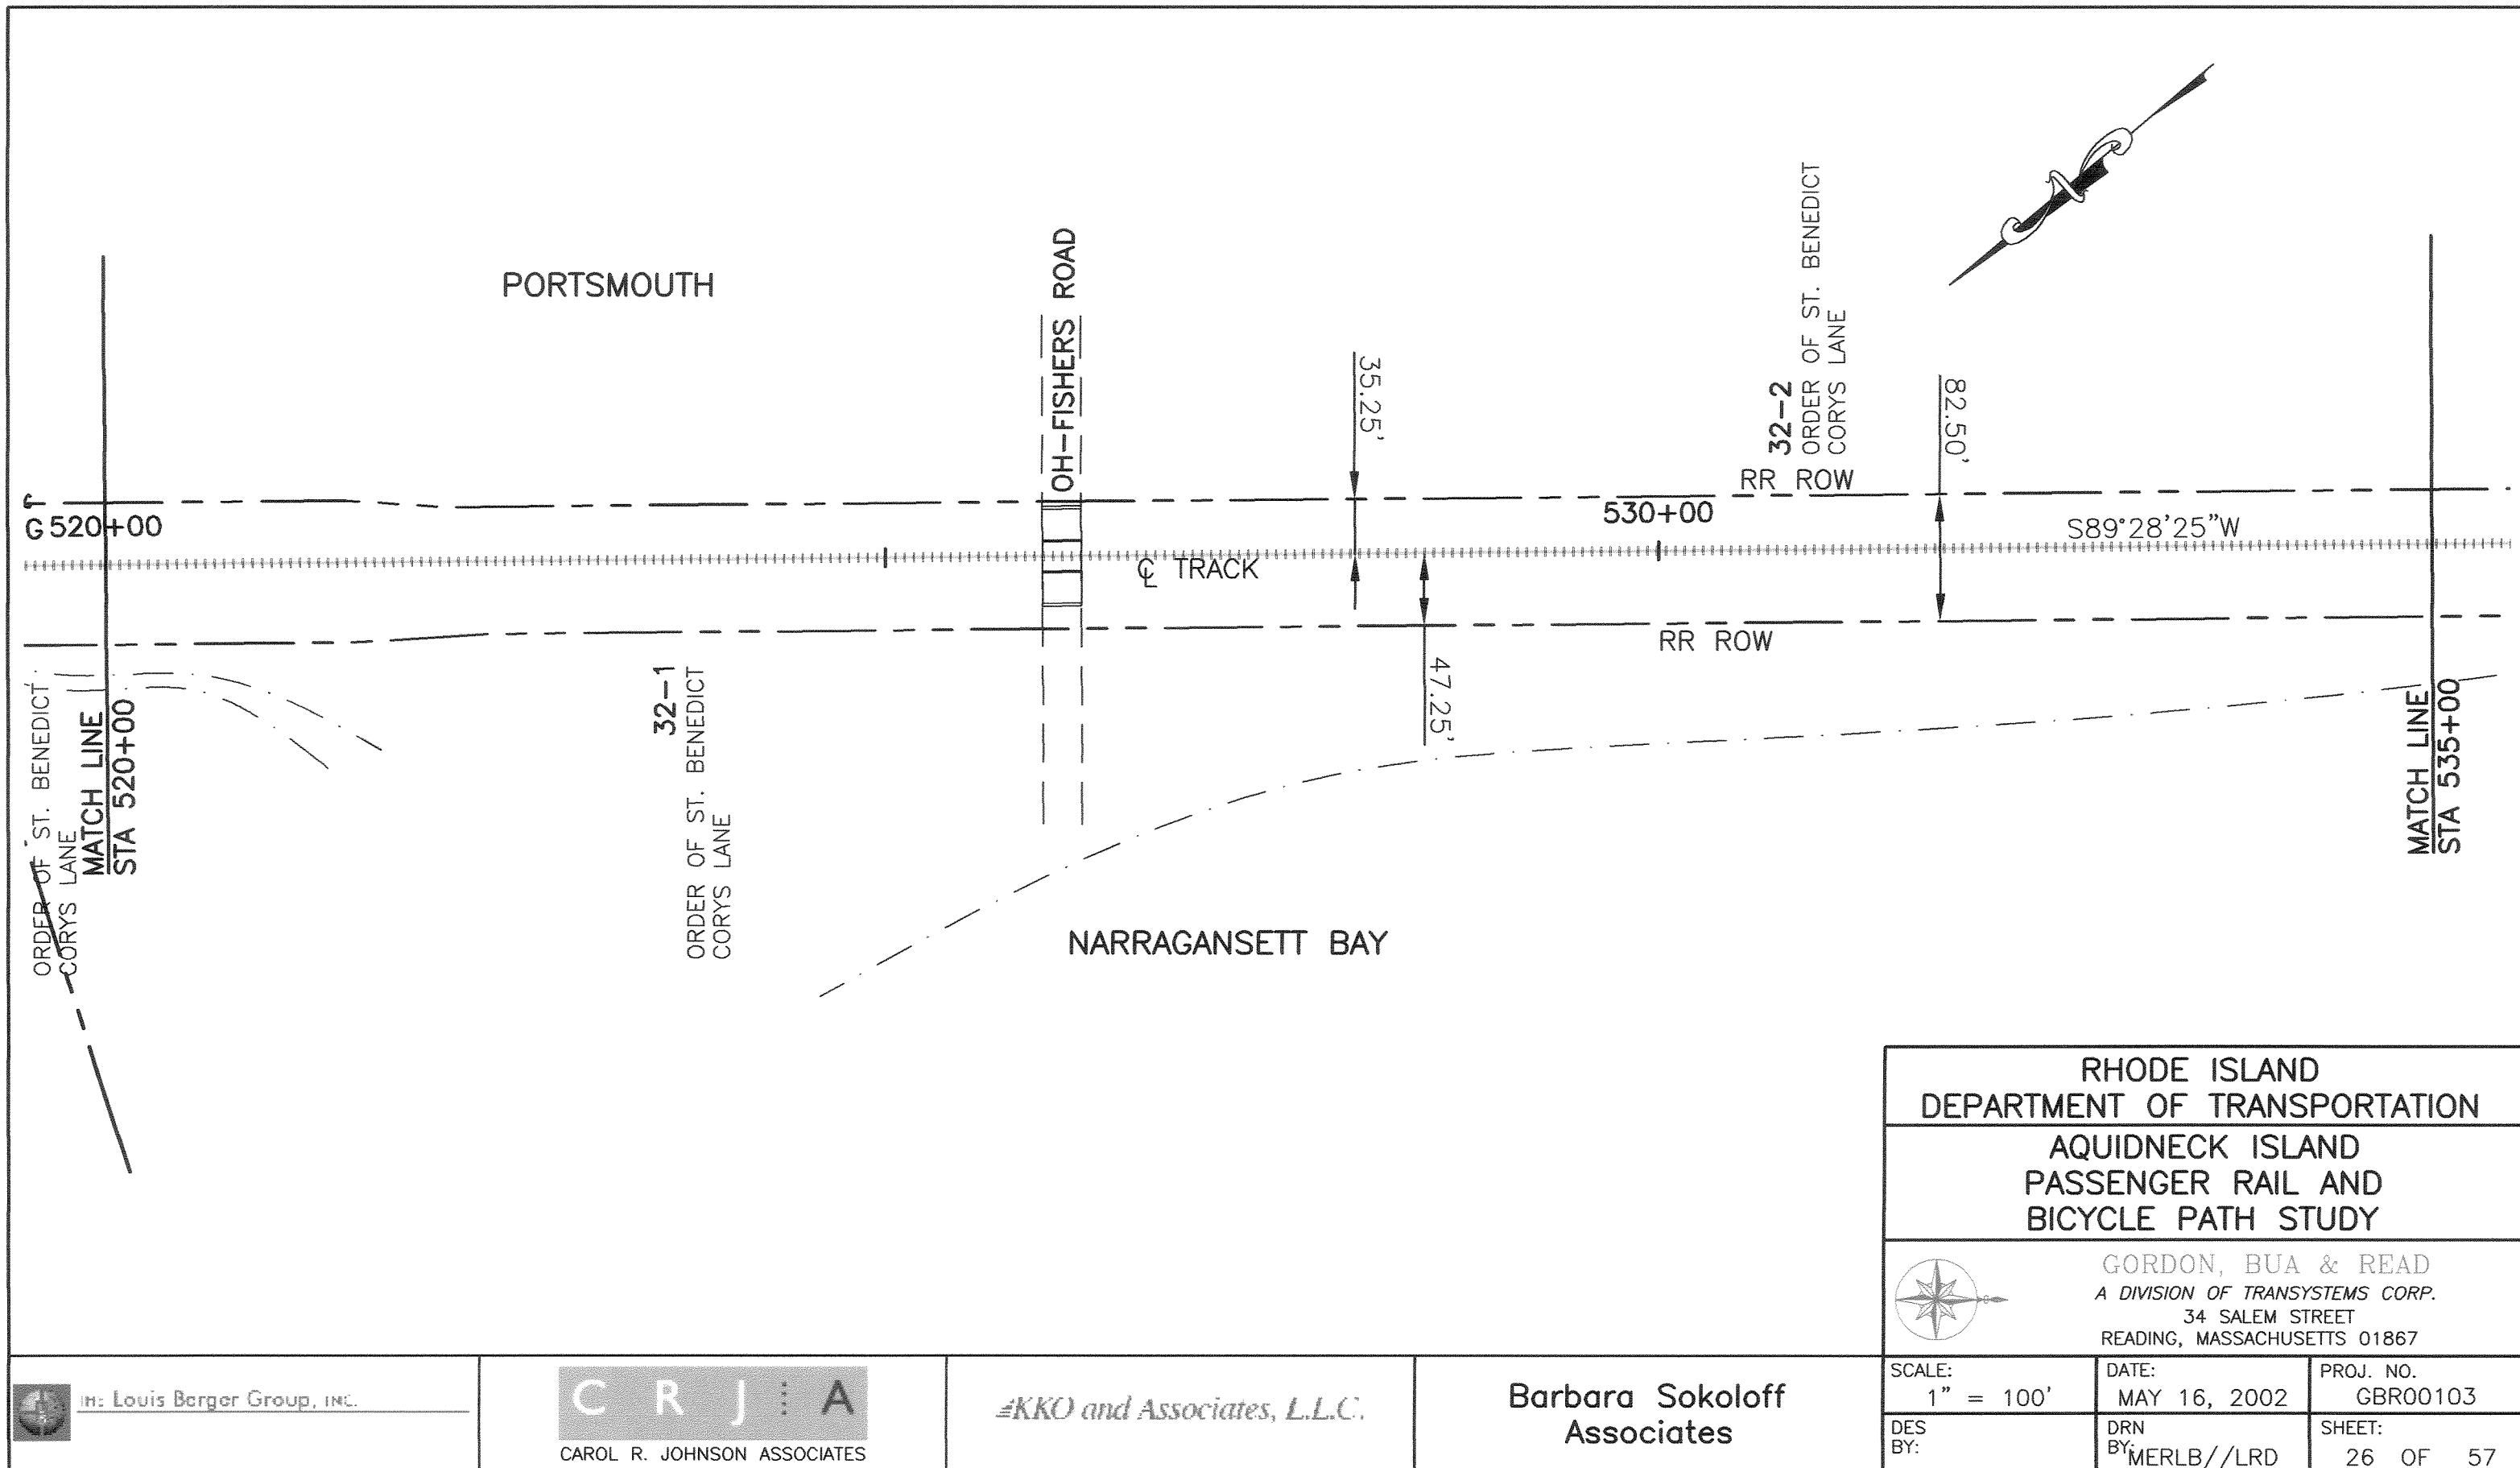 PORTSMOUTH
OH-FISHERS ROAD
35.25'
32-2
ORDER OF ST. BENEDICT
CORYS LANE
82.50'
RR ROW
G 520+00
530+00
S89°28'25"W
℄ TRACK
RR ROW
47.25'
32-1
ORDER OF ST. BENEDICT
CORYS LANE
ORDER OF ST. BENEDICT
CORYS LANE
MATCH LINE
STA 520+00
MATCH LINE
STA 535+00
NARRAGANSETT BAY
RHODE ISLAND
DEPARTMENT OF TRANSPORTATION
AQUIDNECK ISLAND
PASSENGER RAIL AND
BICYCLE PATH STUDY
GORDON, BUA & READ
A DIVISION OF TRANSYSTEMS CORP.
34 SALEM STREET
READING, MASSACHUSETTS 01867
THE Louis Berger Group, INC.
C R J A
CAROL R. JOHNSON ASSOCIATES
KKO and Associates, L.L.C.
Barbara Sokoloff
Associates
SCALE:
1" = 100'
DATE:
MAY 16, 2002
PROJ. NO.
GBR00103
DES
BY:
DRN
BY: MERLB//LRD
SHEET:
26 OF 57